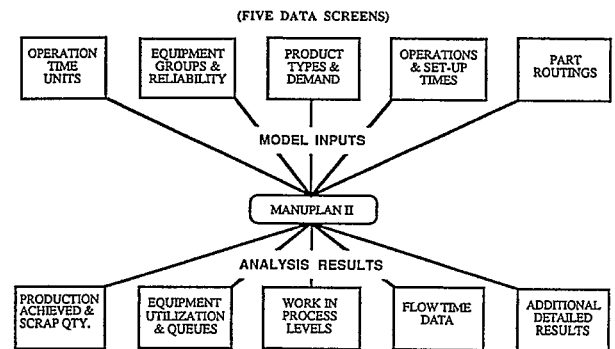 (FIVE DATA SCREENS)
OPERATION
TIME
UNITS
EQUIPMENT
GROUPS &
RELIABILITY
PRODUCT
TYPES &
DEMAND
OPERATIONS
& SET-UP
TIMES
PART
ROUTINGS
MODEL INPUTS
MANUPLAN II
ANALYSIS RESULTS
PRODUCTION
ACHIEVED &
SCRAP QTY.
EQUIPMENT
UTILIZATION
& QUEUES
WORK IN
PROCESS
LEVELS
FLOW TIME
DATA
ADDITIONAL
DETAILED
RESULTS